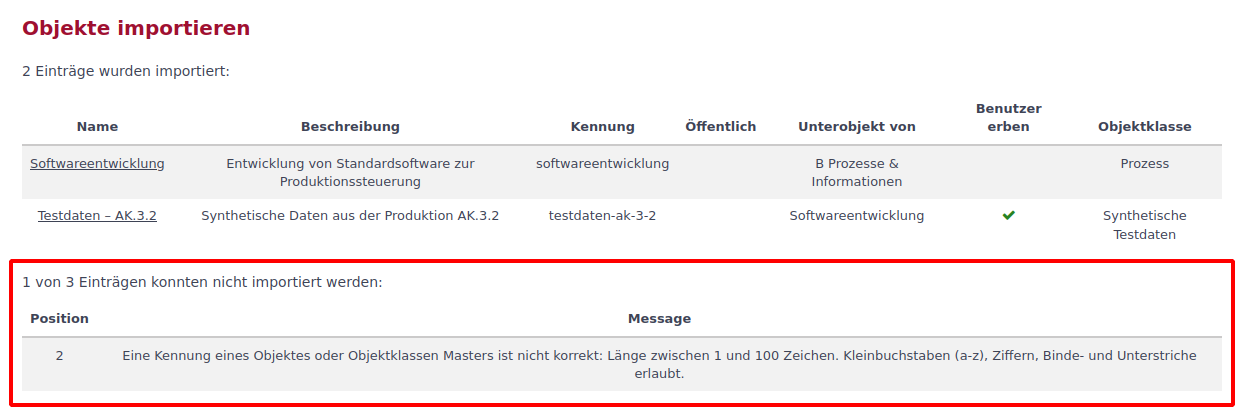 Objekte importieren
2 Einträge wurden importiert:
Benutzer
Name Beschreibung Kennung Öffentlich Unterobjekt von erben Objektklasse
Softwareentwicklung Entwicklung von Standardsoftware zur softwareentwicklung B Prozesse & Prozess
Produktionssteuerung Informationen
Testdaten – AK.3.2 Synthetische Daten aus der Produktion AK.3.2 testdaten-ak-3-2 Softwareentwicklung ✔ Synthetische
Testdaten
1 von 3 Einträgen konnten nicht importiert werden:
Position Message
2 Eine Kennung eines Objektes oder Objektklassen Masters ist nicht korrekt: Länge zwischen 1 und 100 Zeichen. Kleinbuchstaben (a-z), Ziffern, Binde- und Unterstriche
erlaubt.